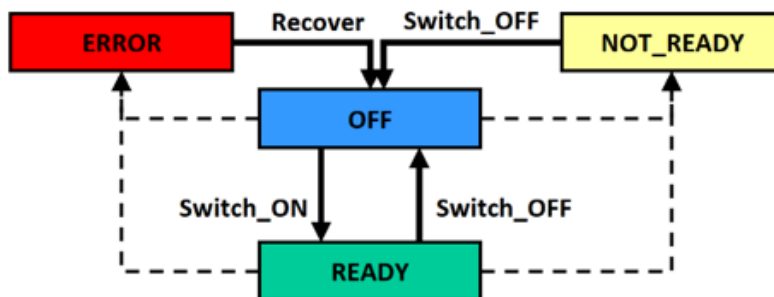 Recover
Switch_OFF
ERROR
NOT_READY
OFF
Switch_ON
Switch_OFF
READY